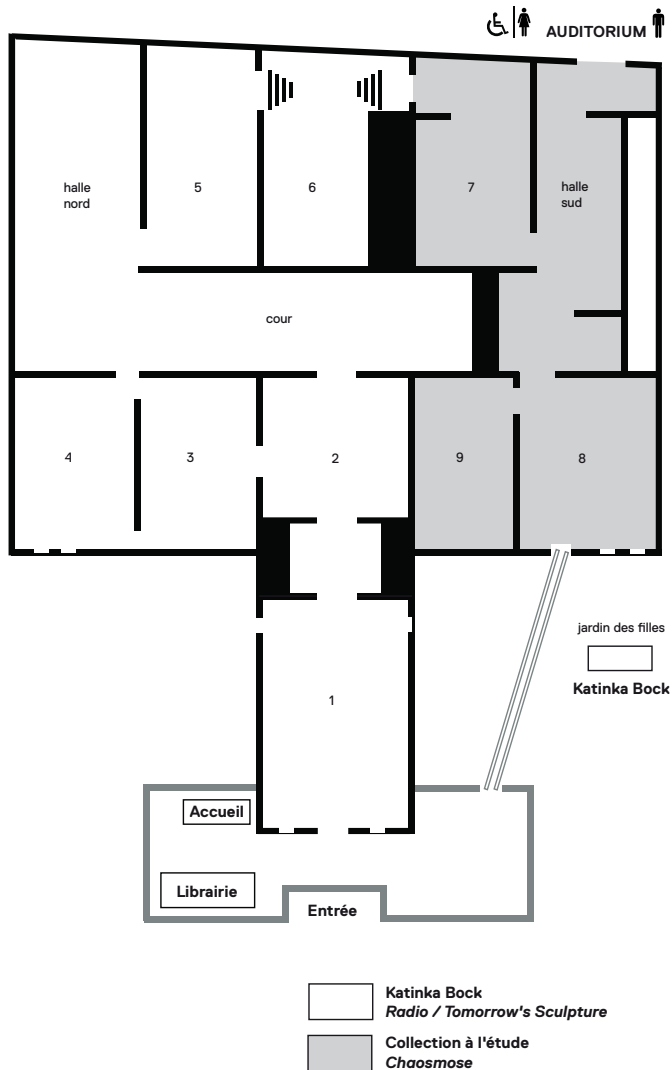 AUDITORIUM
halle
nord
5
6
7
halle
sud
cour
4
3
2
9
8
jardin des filles
Katinka Bock
1
Accueil
Librairie
Entrée
Katinka Bock
Radio / Tomorrow's Sculpture
Collection à l'étude
Chaosmose